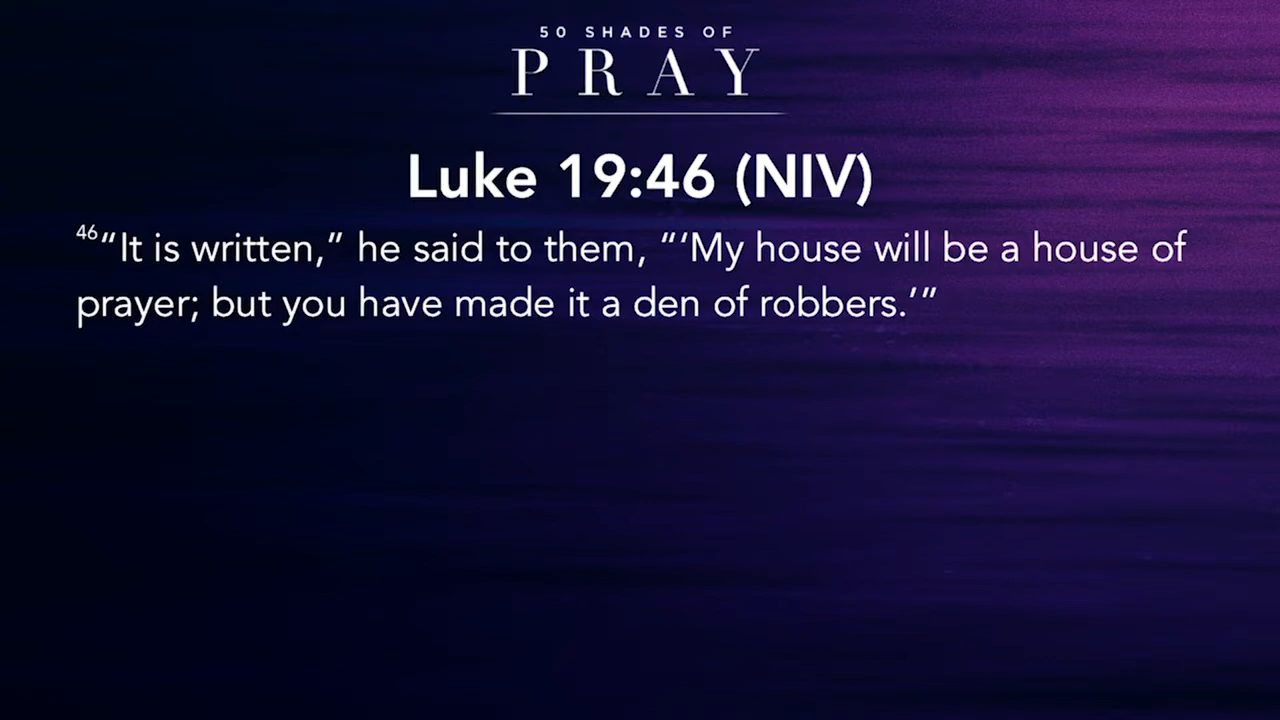 50 SHADES OF
PRAY
Luke 19:46 (NIV)
46“It is written,” he said to them, “‘My house will be a house of
prayer; but you have made it a den of robbers.’”